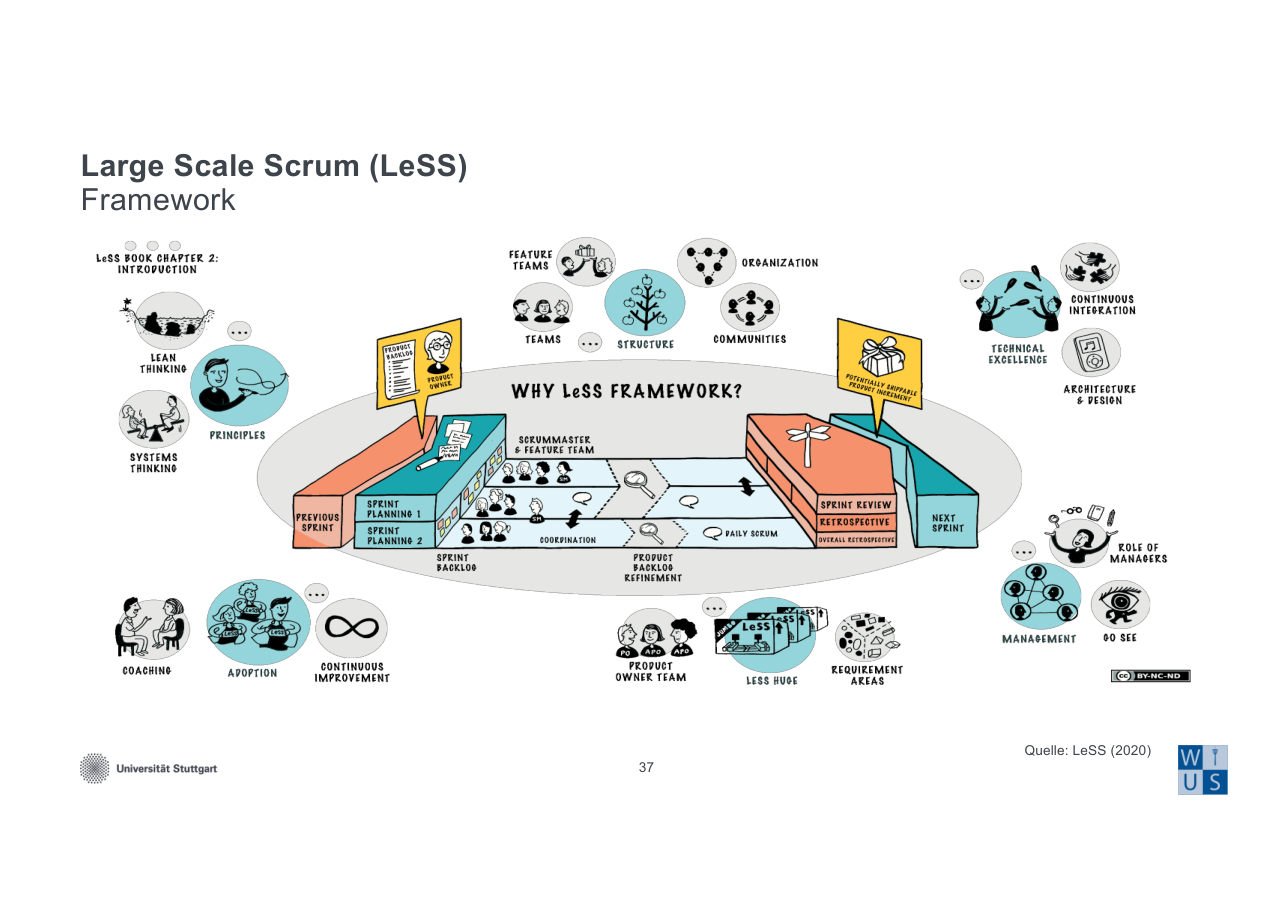 Large Scale Scrum (LeSS)
Framework
LeSS BOOK CHAPTER 2:
INTRODUCTION
LEAN
THINKING
PRINCIPLES
SYSTEMS
THINKING
FEATURE
TEAMS
ORGANIZATION
TEAMS
STRUCTURE
COMMUNITIES
CONTINUOUS
INTEGRATION
TECHNICAL
EXCELLENCE
ARCHITECTURE
& DESIGN
PRODUCT
BACKLOG
PRODUCT
OWNER
WHY LeSS FRAMEWORK?
POTENTIALLY SHIPPABLE
PRODUCT INCREMENT
SCRUMMASTER
& FEATURE TEAM
SM
SM
PREVIOUS
SPRINT
SPRINT
PLANNING 1
SPRINT
PLANNING 2
COORDINATION
DAILY SCRUM
SPRINT REVIEW
RETROSPECTIVE
OVERALL RETROSPECTIVE
NEXT
SPRINT
SPRINT
BACKLOG
PRODUCT
BACKLOG
REFINEMENT
ROLE OF
MANAGERS
MANAGEMENT
GO SEE
COACHING
LeSS
LeSS
LeSS
ADOPTION
CONTINUOUS
IMPROVEMENT
PO
APO
APO
PRODUCT
OWNER TEAM
JUMBO
LeSS
LESS HUGE
REQUIREMENT
AREAS
cc BY-NC-ND
Quelle: LeSS (2020)
Universität Stuttgart
37
W
U S